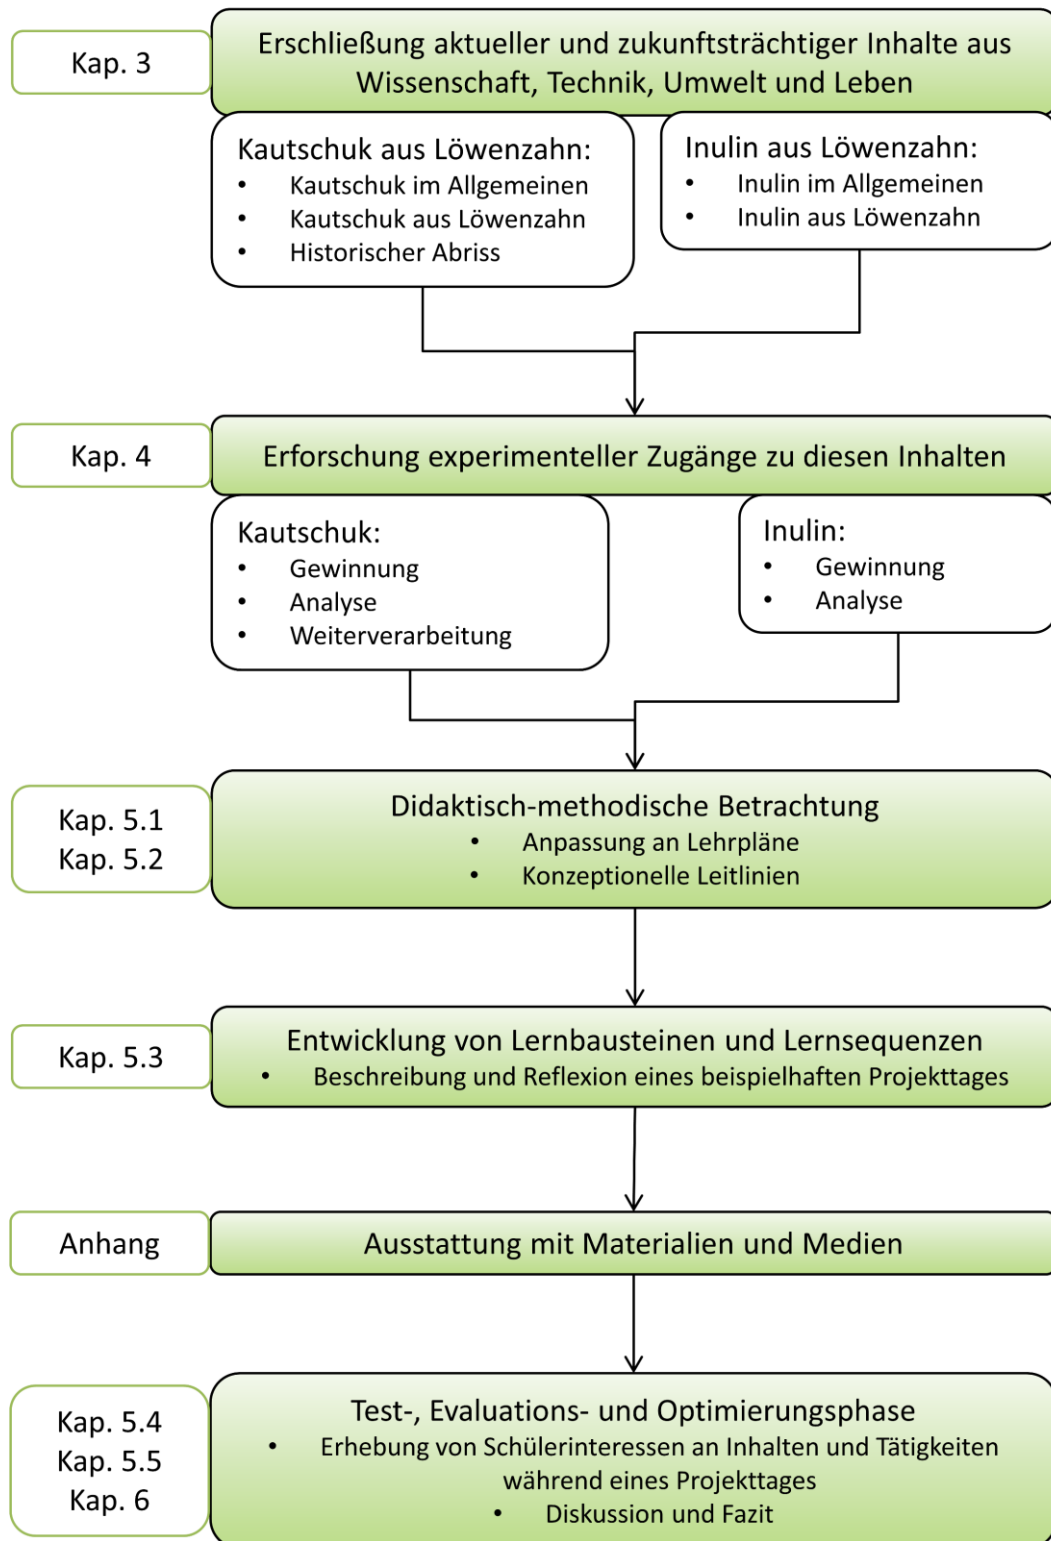 Kap. 3
Erschließung aktueller und zukunftsträchtiger Inhalte aus
Wissenschaft, Technik, Umwelt und Leben
Kautschuk aus Löwenzahn:
• Kautschuk im Allgemeinen
• Kautschuk aus Löwenzahn
• Historischer Abriss
Inulin aus Löwenzahn:
• Inulin im Allgemeinen
• Inulin aus Löwenzahn
Kap. 4
Erforschung experimenteller Zugänge zu diesen Inhalten
Kautschuk:
• Gewinnung
• Analyse
• Weiterverarbeitung
Inulin:
• Gewinnung
• Analyse
Kap. 5.1
Kap. 5.2
Didaktisch-methodische Betrachtung
• Anpassung an Lehrpläne
• Konzeptionelle Leitlinien
Kap. 5.3
Entwicklung von Lernbausteinen und Lernsequenzen
• Beschreibung und Reflexion eines beispielhaften Projekttages
Anhang
Ausstattung mit Materialien und Medien
Kap. 5.4
Kap. 5.5
Kap. 6
Test-, Evaluations- und Optimierungsphase
• Erhebung von Schülerinteressen an Inhalten und Tätigkeiten
während eines Projekttages
• Diskussion und Fazit